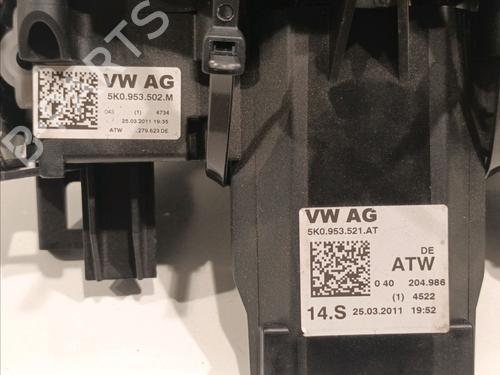 VW AG
5K0.953.502.M
043 (1) 4734
25.03.2011 19:35
ATW 279.623 DE
VW AG
5K0.953.521.AT
DE
ATW
0 40 204.986
(1) 4522
14.S 25.03.2011 19:52